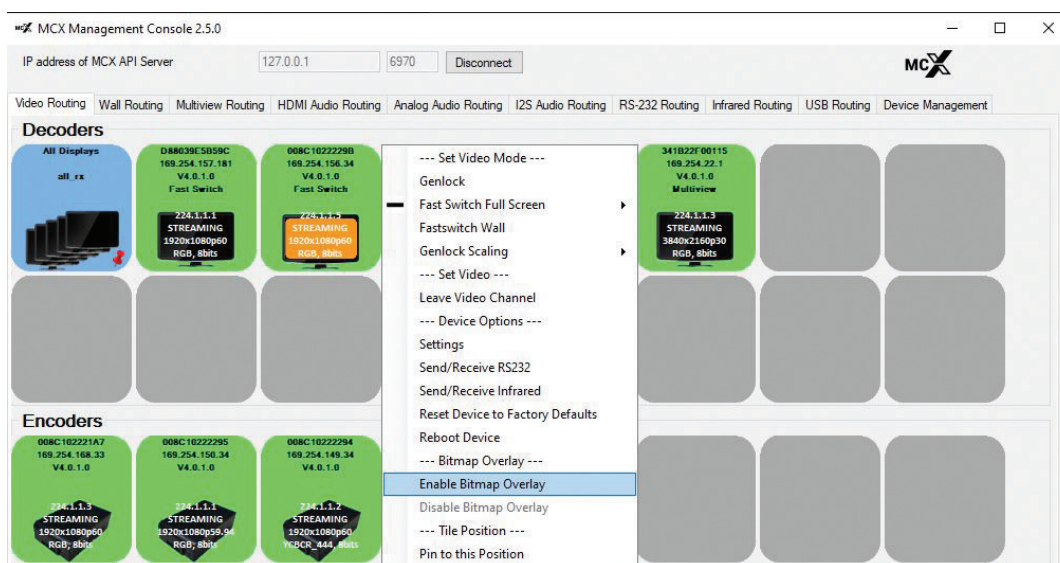 MCX MCX Management Console 2.5.0
IP address of MCX API Server 127.0.0.1 6970 Disconnect MCX
Video Routing Wall Routing Multiview Routing HDMI Audio Routing Analog Audio Routing I2S Audio Routing RS-232 Routing Infrared Routing USB Routing Device Management
Decoders
All Displays
all_rx
D88039E5B59C
169.254.157.181
V4.0.1.0
Fast Switch
224.1.1.1
STREAMING
1920x1080p60
RGB, 8bits
008C1022229B
169.254.156.34
V4.0.1.0
Fast Switch
224.1.1.5
STREAMING
1920x1080p60
RGB, 8bits
--- Set Video Mode ---
Genlock
Fast Switch Full Screen
Fastswitch Wall
Genlock Scaling
--- Set Video ---
Leave Video Channel
--- Device Options ---
Settings
Send/Receive RS232
Send/Receive Infrared
Reset Device to Factory Defaults
Reboot Device
--- Bitmap Overlay ---
Enable Bitmap Overlay
Disable Bitmap Overlay
--- Tile Position ---
Pin to this Position
341B22F00115
169.254.22.1
V4.0.1.0
Multiview
224.1.1.3
STREAMING
3840x2160p30
RGB, 8bits
Encoders
008C102221A7
169.254.168.33
V4.0.1.0
224.1.1.3
STREAMING
1920x1080p60
RGB, 8bits
008C10222295
169.254.150.34
V4.0.1.0
224.1.1.1
STREAMING
1920x1080p59.94
RGB, 8bits
008C10222294
169.254.149.34
V4.0.1.0
224.1.1.2
STREAMING
1920x1080p60
YCBCR_444, 8bits